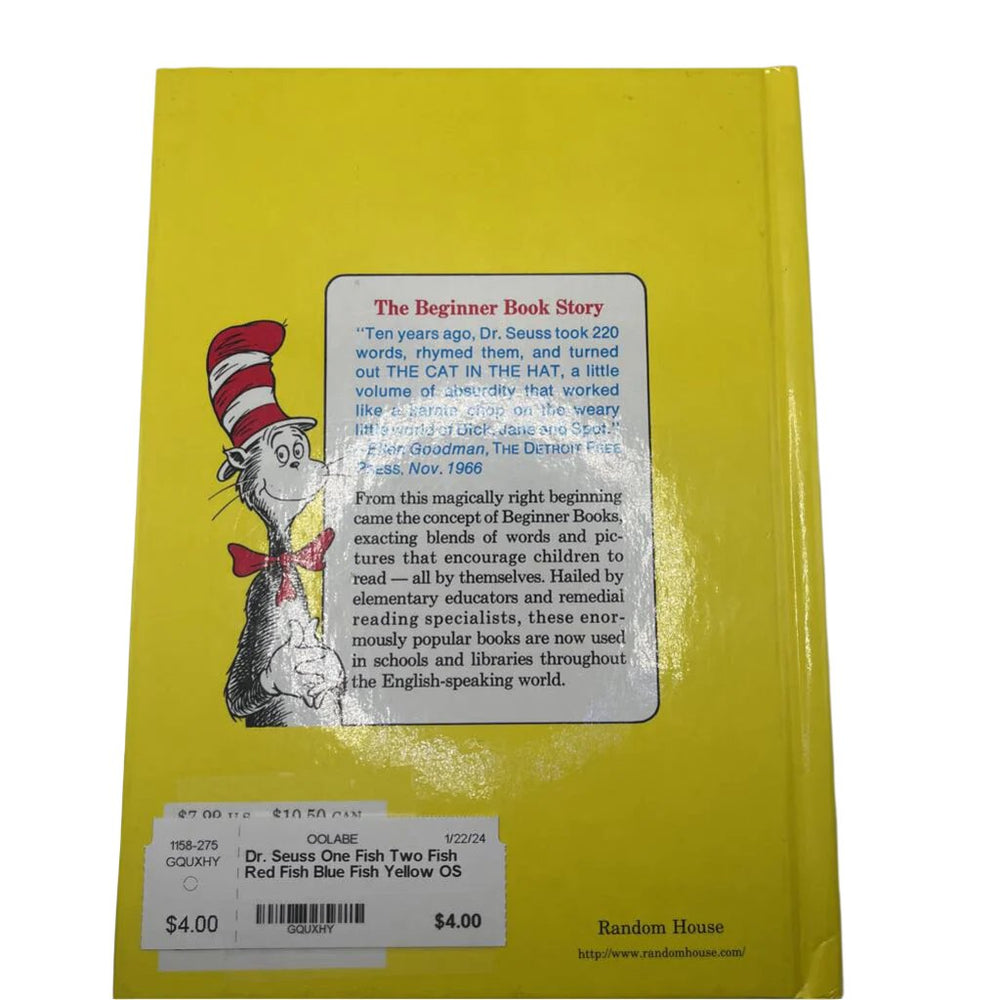 The Beginner Book Story
"Ten years ago, Dr. Seuss took 220
words, rhymed them, and turned
out THE CAT IN THE HAT, a little
volume of absurdity that worked
like a karate chop on the weary
little world of Dick, Jane and Spot."
—Ellen Goodman, THE DETROIT FREE
PRESS, Nov. 1966
From this magically right beginning
came the concept of Beginner Books,
exacting blends of words and pic-
tures that encourage children to
read — all by themselves. Hailed by
elementary educators and remedial
reading specialists, these enor-
mously popular books are now used
in schools and libraries throughout
the English-speaking world.
$7.99 U.S. $10.50 CAN
1158-275
GQUXHY
$4.00
OOLABE 1/22/24
Dr. Seuss One Fish Two Fish
Red Fish Blue Fish Yellow OS
GQUXHY
$4.00
Random House
http://www.randomhouse.com/